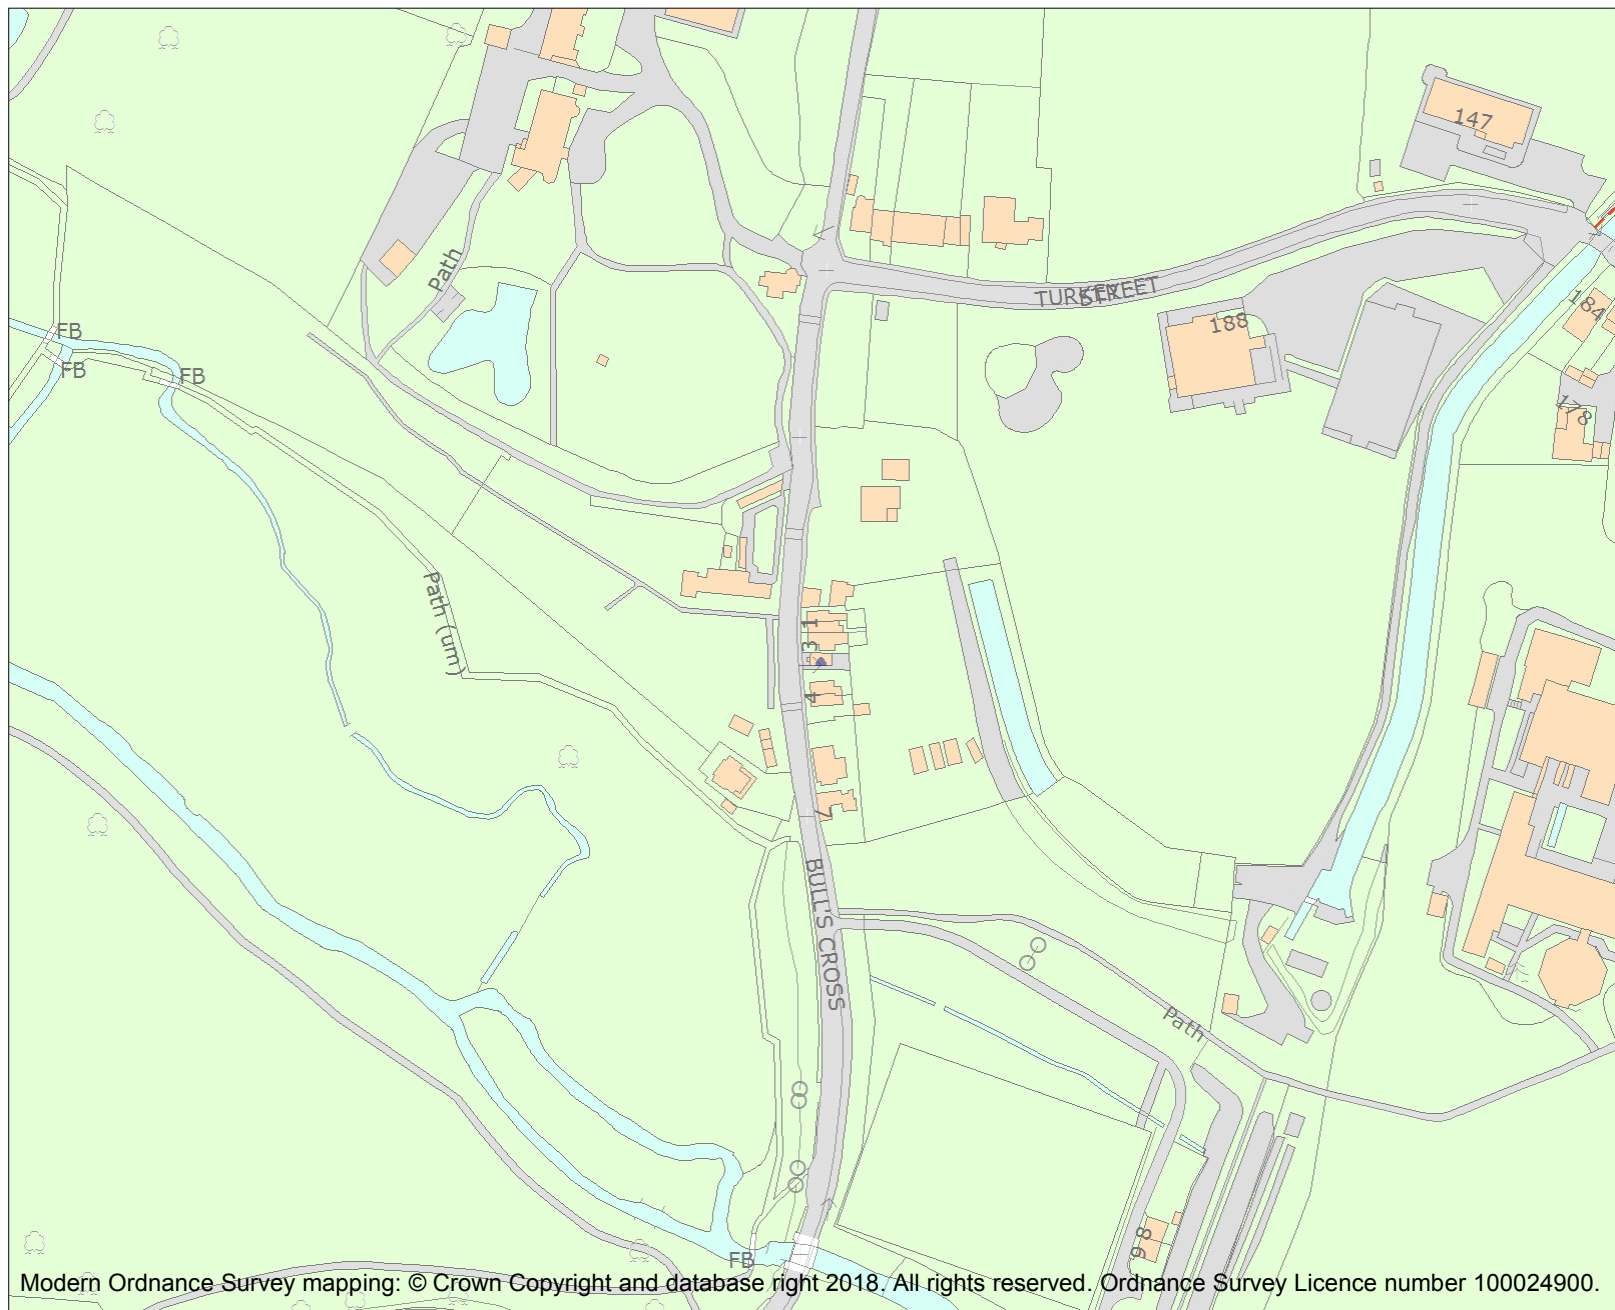 147
Path
TURKEY STREET
188
184
178
FB
FB
FB
Path (um)
1
3
4
7
BULL'S CROSS
Path
8
9
FB
Modern Ordnance Survey mapping: © Crown Copyright and database right 2018. All rights reserved. Ordnance Survey Licence number 100024900.